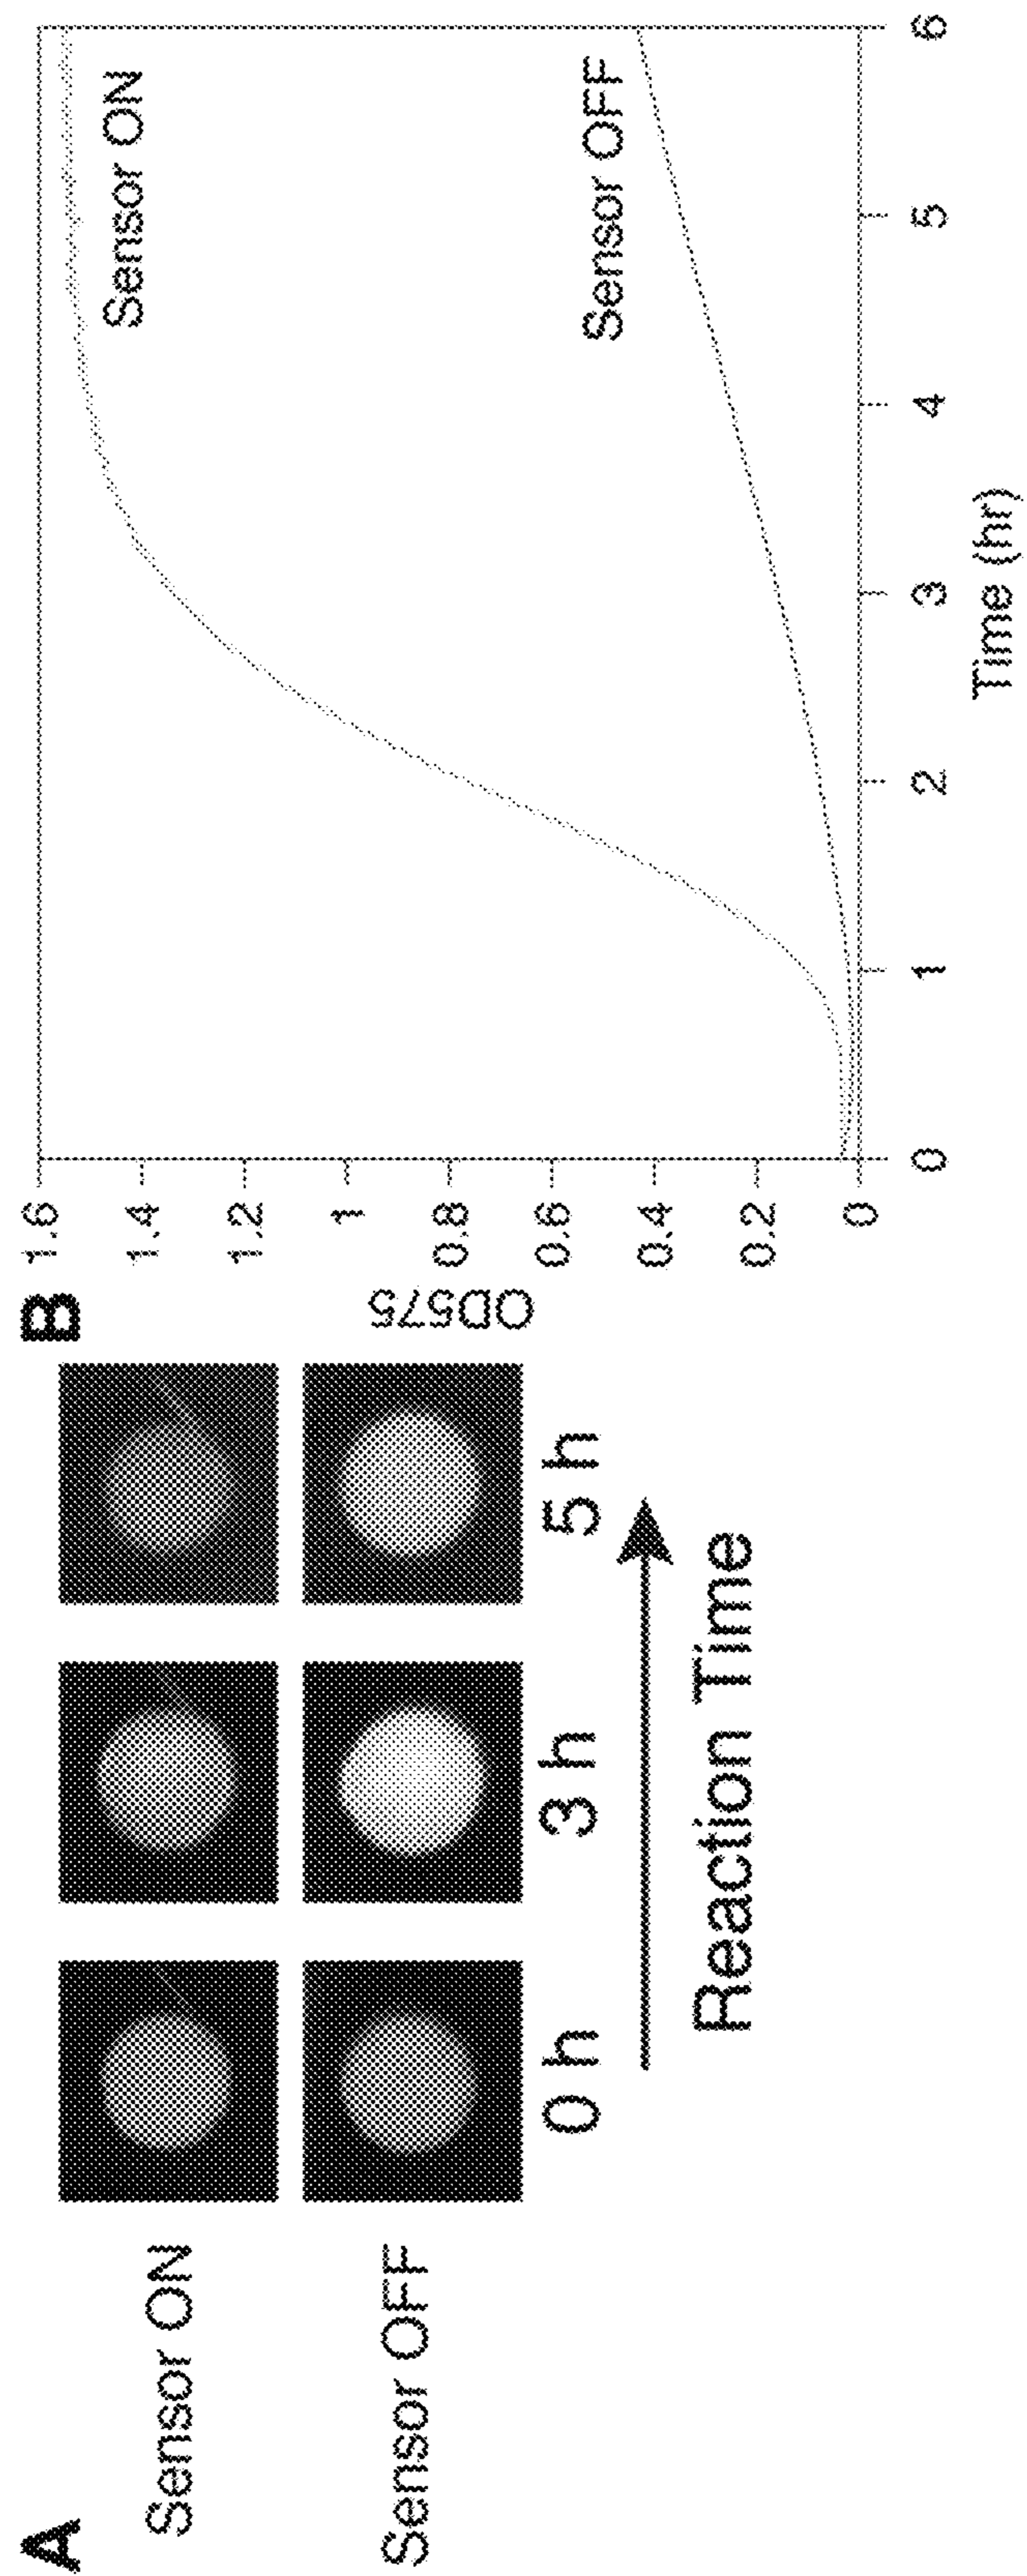 A
Sensor ON
Sensor OFF
0 h
3 h
5 h
Reaction Time
B
OD575
1.6
1.4
1.2
1
0.8
0.6
0.4
0.2
0
Sensor ON
Sensor OFF
0
1
2
3
4
5
6
Time (hr)